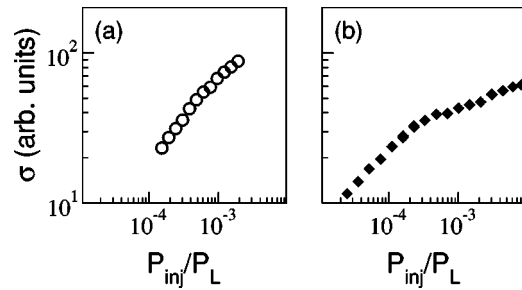 (a) (b)
10²
σ (arb. units)
10¹
10⁻⁴ 10⁻³ 10⁻⁴ 10⁻³
P_inj/P_L P_inj/P_L